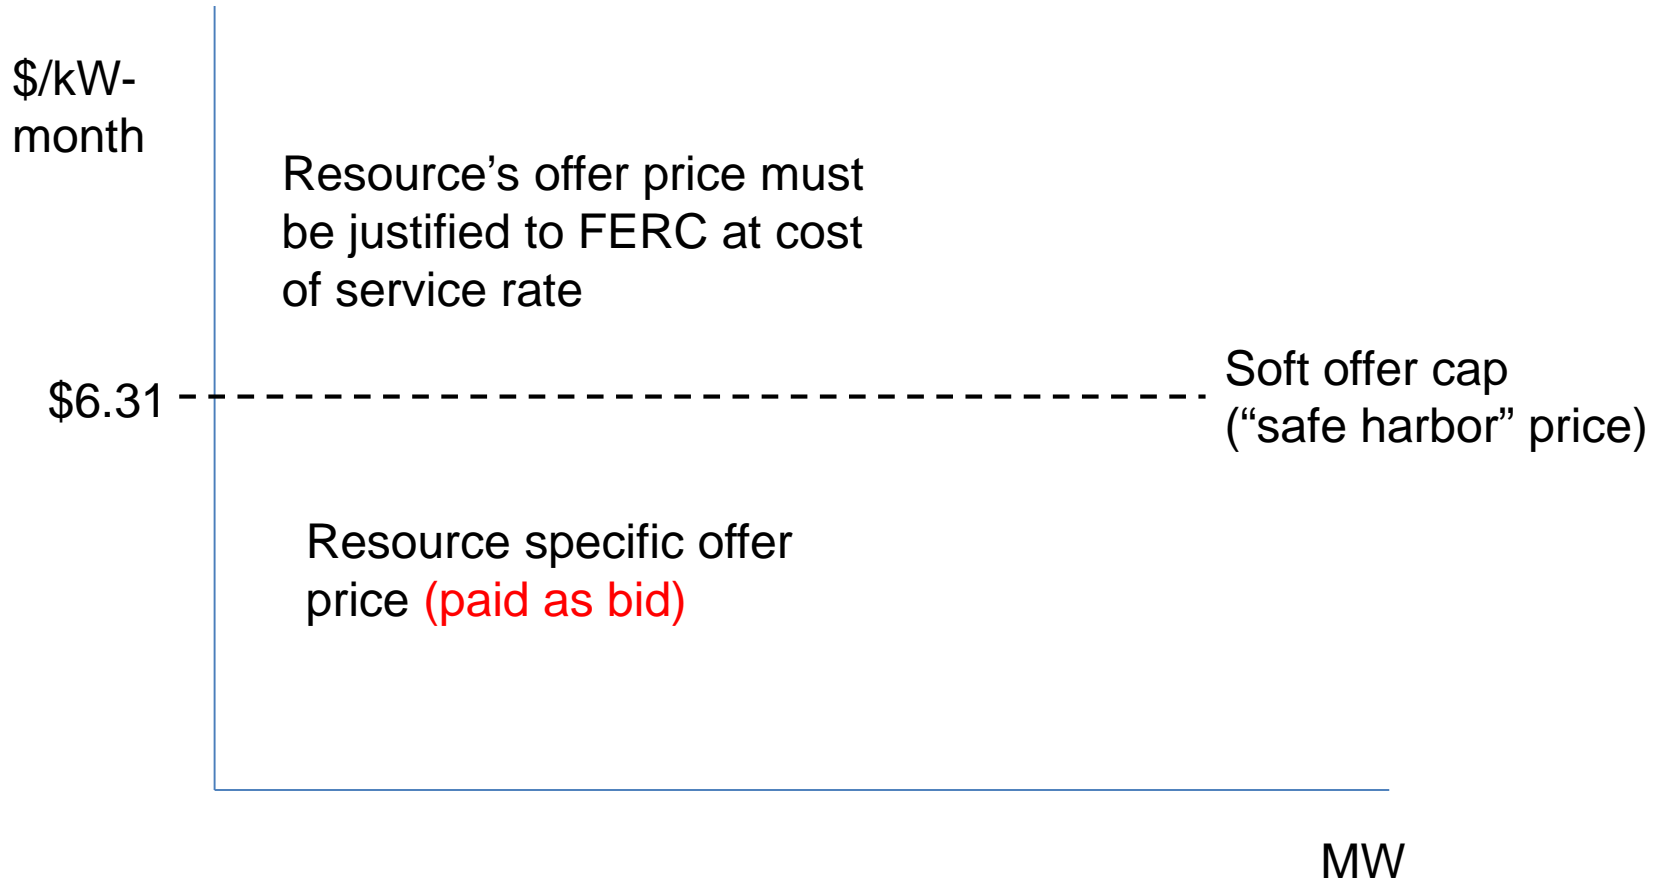 $/kW-
month
Resource’s offer price must
be justified to FERC at cost
of service rate
$6.31
Soft offer cap
(“safe harbor” price)
Resource specific offer
price (paid as bid)
MW